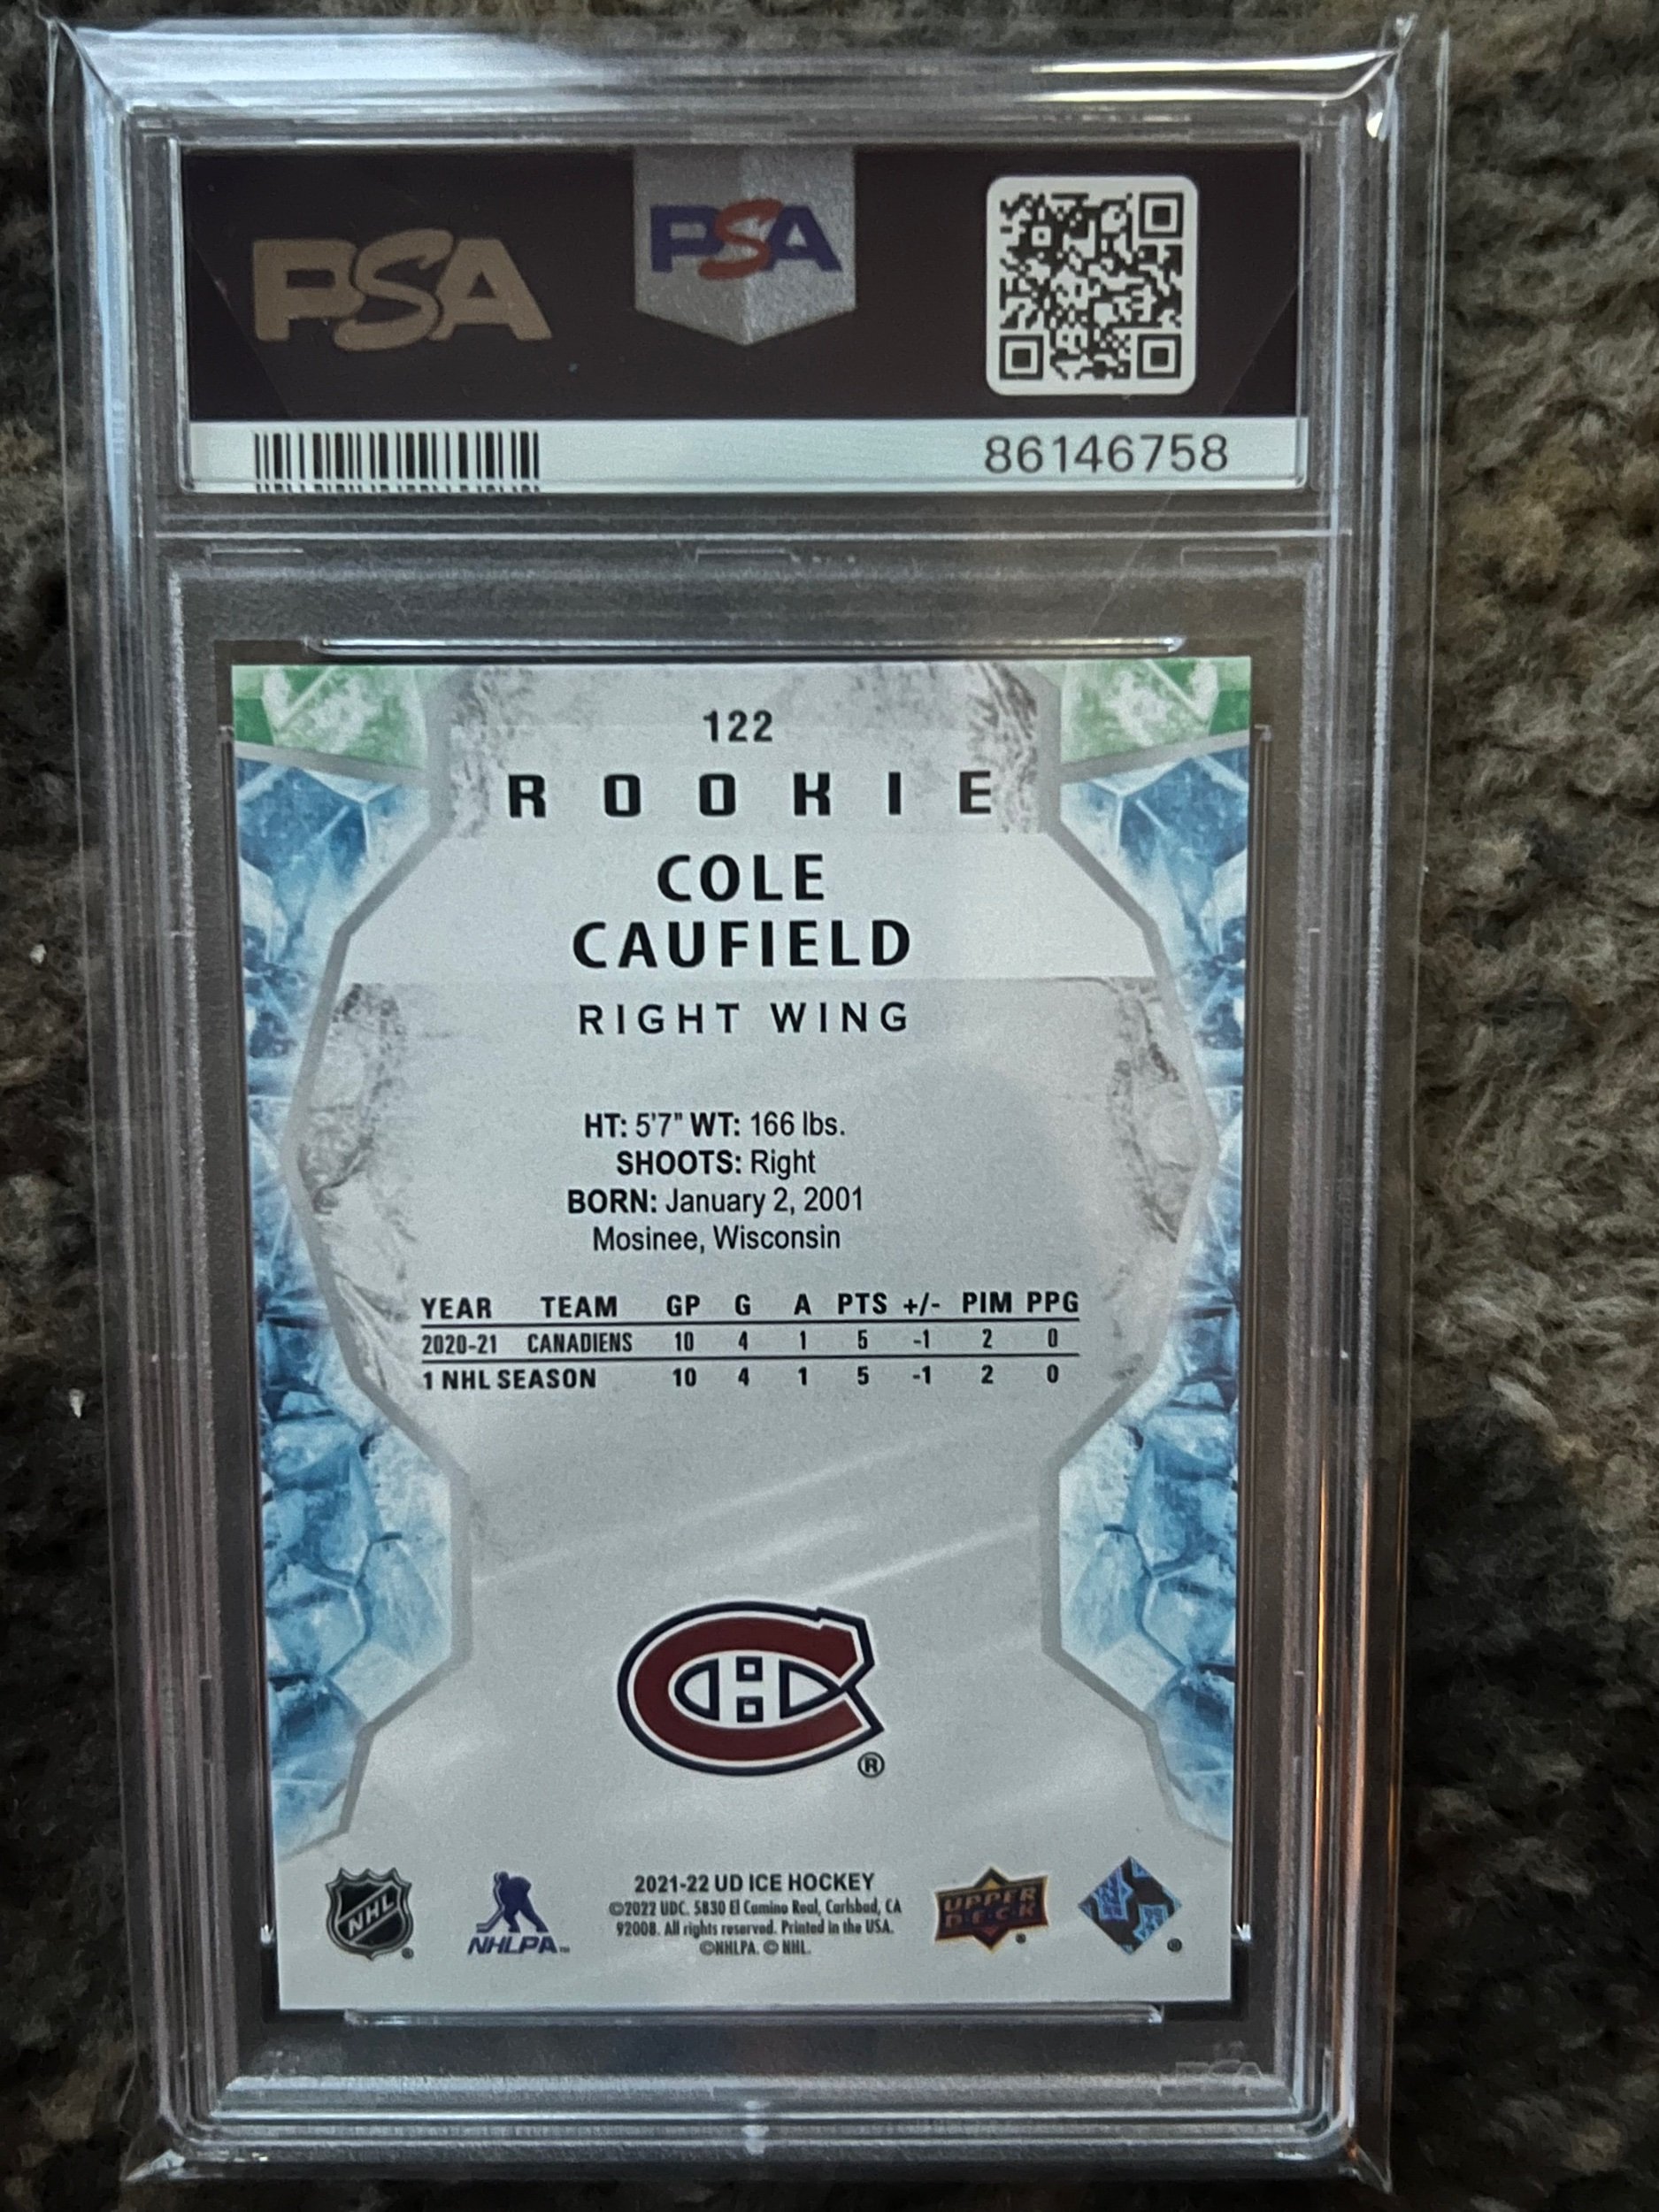 PSA
PSA
86146758
122
ROOKIE
COLE
CAUFIELD
RIGHT WING
HT: 5'7" WT: 166 lbs.
SHOOTS: Right
BORN: January 2, 2001
Mosinee, Wisconsin
YEAR TEAM GP G A PTS +/- PIM PPG
2020-21 CANADIENS 10 4 1 5 -1 2 0
1 NHL SEASON 10 4 1 5 -1 2 0
®
2021-22 UD ICE HOCKEY
©2022 UDC. 5830 El Camino Real, Carlsbad, CA
92008. All rights reserved. Printed in the USA.
©NHLPA. © NHL.
NHL
NHLPA™
UPPER
DECK
PSA